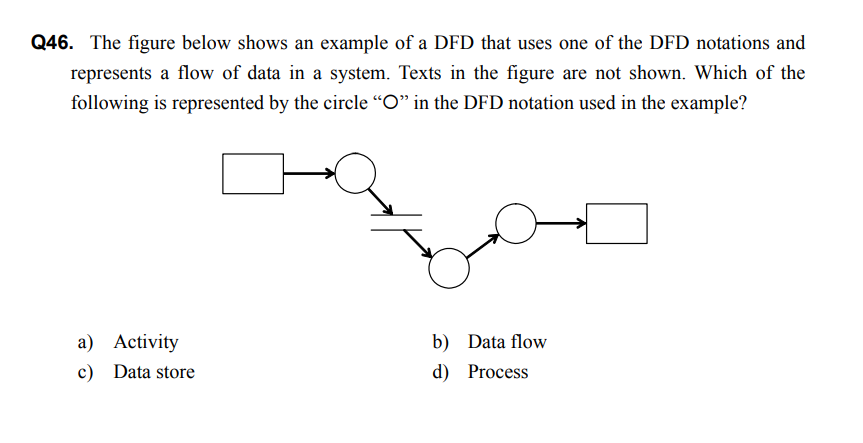 Q46. The figure below shows an example of a DFD that uses one of the DFD notations and
represents a flow of data in a system. Texts in the figure are not shown. Which of the
following is represented by the circle “O” in the DFD notation used in the example?
a) Activity
b) Data flow
c) Data store
d) Process